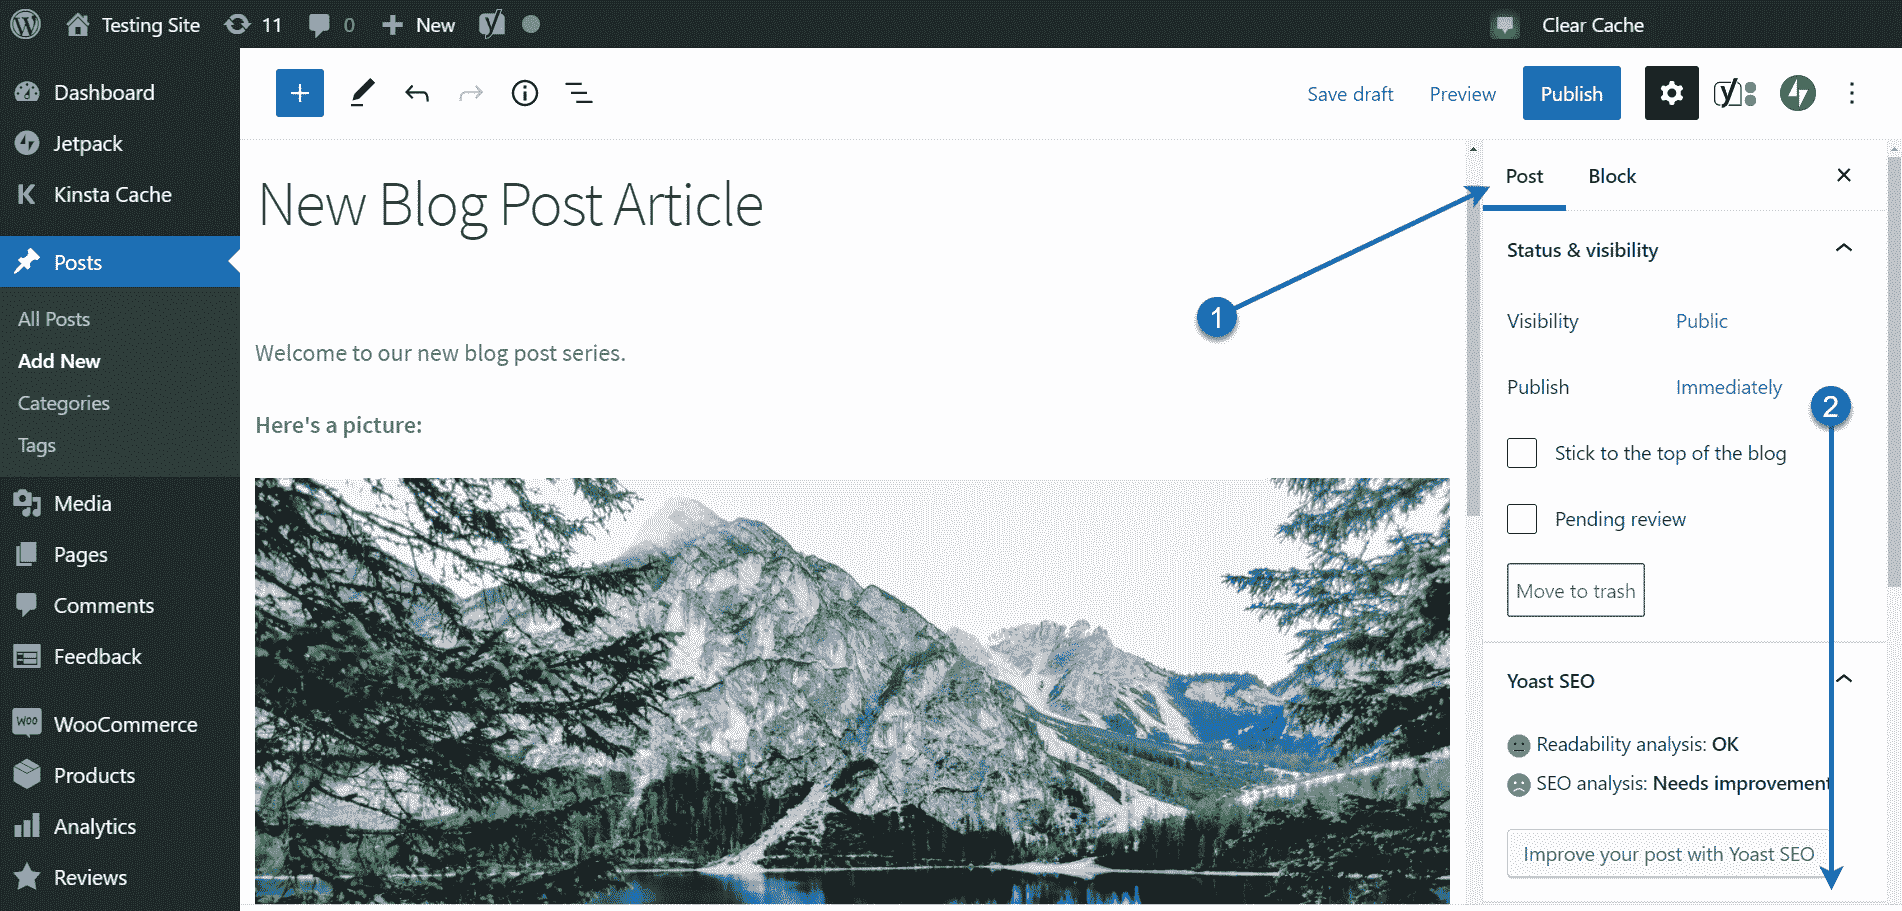 Testing Site 11 0 New Clear Cache
Dashboard
Jetpack
Kinsta Cache
Posts
All Posts
Add New
Categories
Tags
Media
Pages
Comments
Feedback
WOO WooCommerce
Products
Analytics
Reviews
Save draft Preview Publish
New Blog Post Article
Welcome to our new blog post series.
Here's a picture:
1
Post Block
Status & visibility
Visibility Public
Publish Immediately
2
Stick to the top of the blog
Pending review
Move to trash
Yoast SEO
Readability analysis: OK
SEO analysis: Needs improvement
Improve your post with Yoast SEO